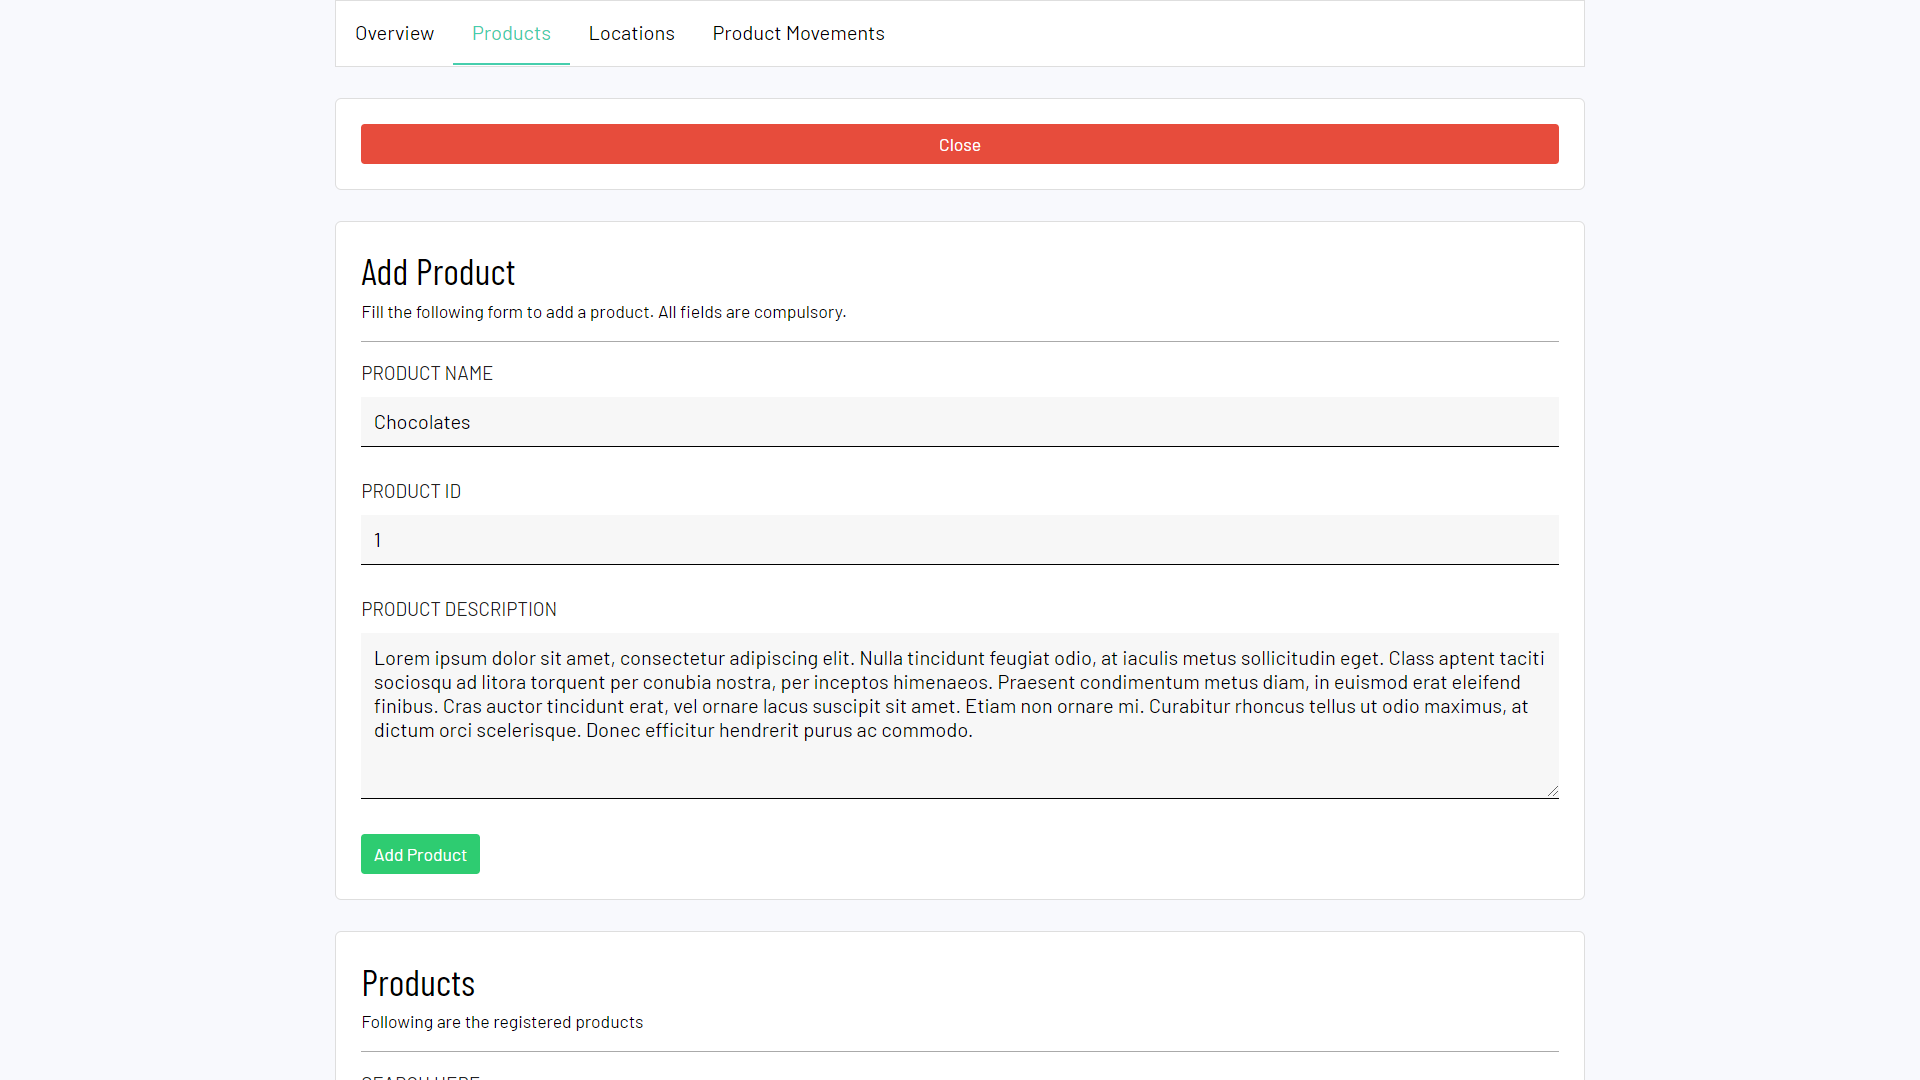 Overview Products Locations Product Movements
Close
Add Product
Fill the following form to add a product. All fields are compulsory.
PRODUCT NAME
Chocolates
PRODUCT ID
1
PRODUCT DESCRIPTION
Lorem ipsum dolor sit amet, consectetur adipiscing elit. Nulla tincidunt feugiat odio, at iaculis metus sollicitudin eget. Class aptent taciti
sociosqu ad litora torquent per conubia nostra, per inceptos himenaeos. Praesent condimentum metus diam, in euismod erat eleifend
finibus. Cras auctor tincidunt erat, vel ornare lacus suscipit sit amet. Etiam non ornare mi. Curabitur rhoncus tellus ut odio maximus, at
dictum orci scelerisque. Donec efficitur hendrerit purus ac commodo.
Add Product
Products
Following are the registered products
SEARCH HERE